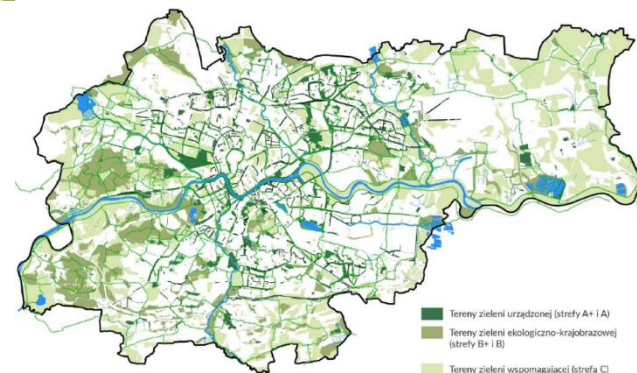 Tereny zieleni urządzonej (strefy A+ i A)
Tereny zieleni ekologiczno-krajobrazowej
(strefy B+ i B)
Tereny zieleni wspomagającej (strefa C)